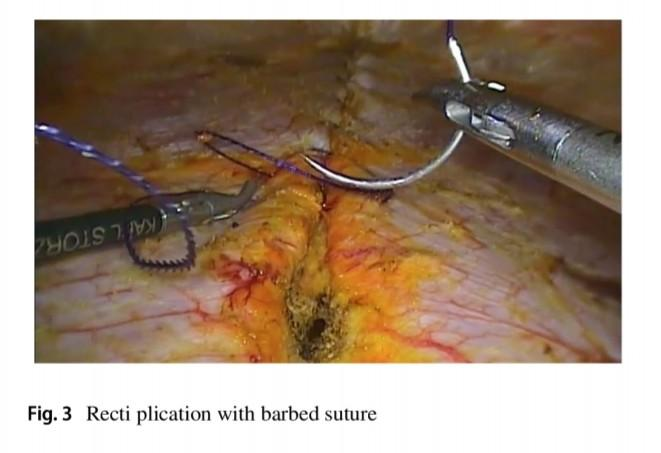 KARL STORZ
Fig. 3 Recti plication with barbed suture